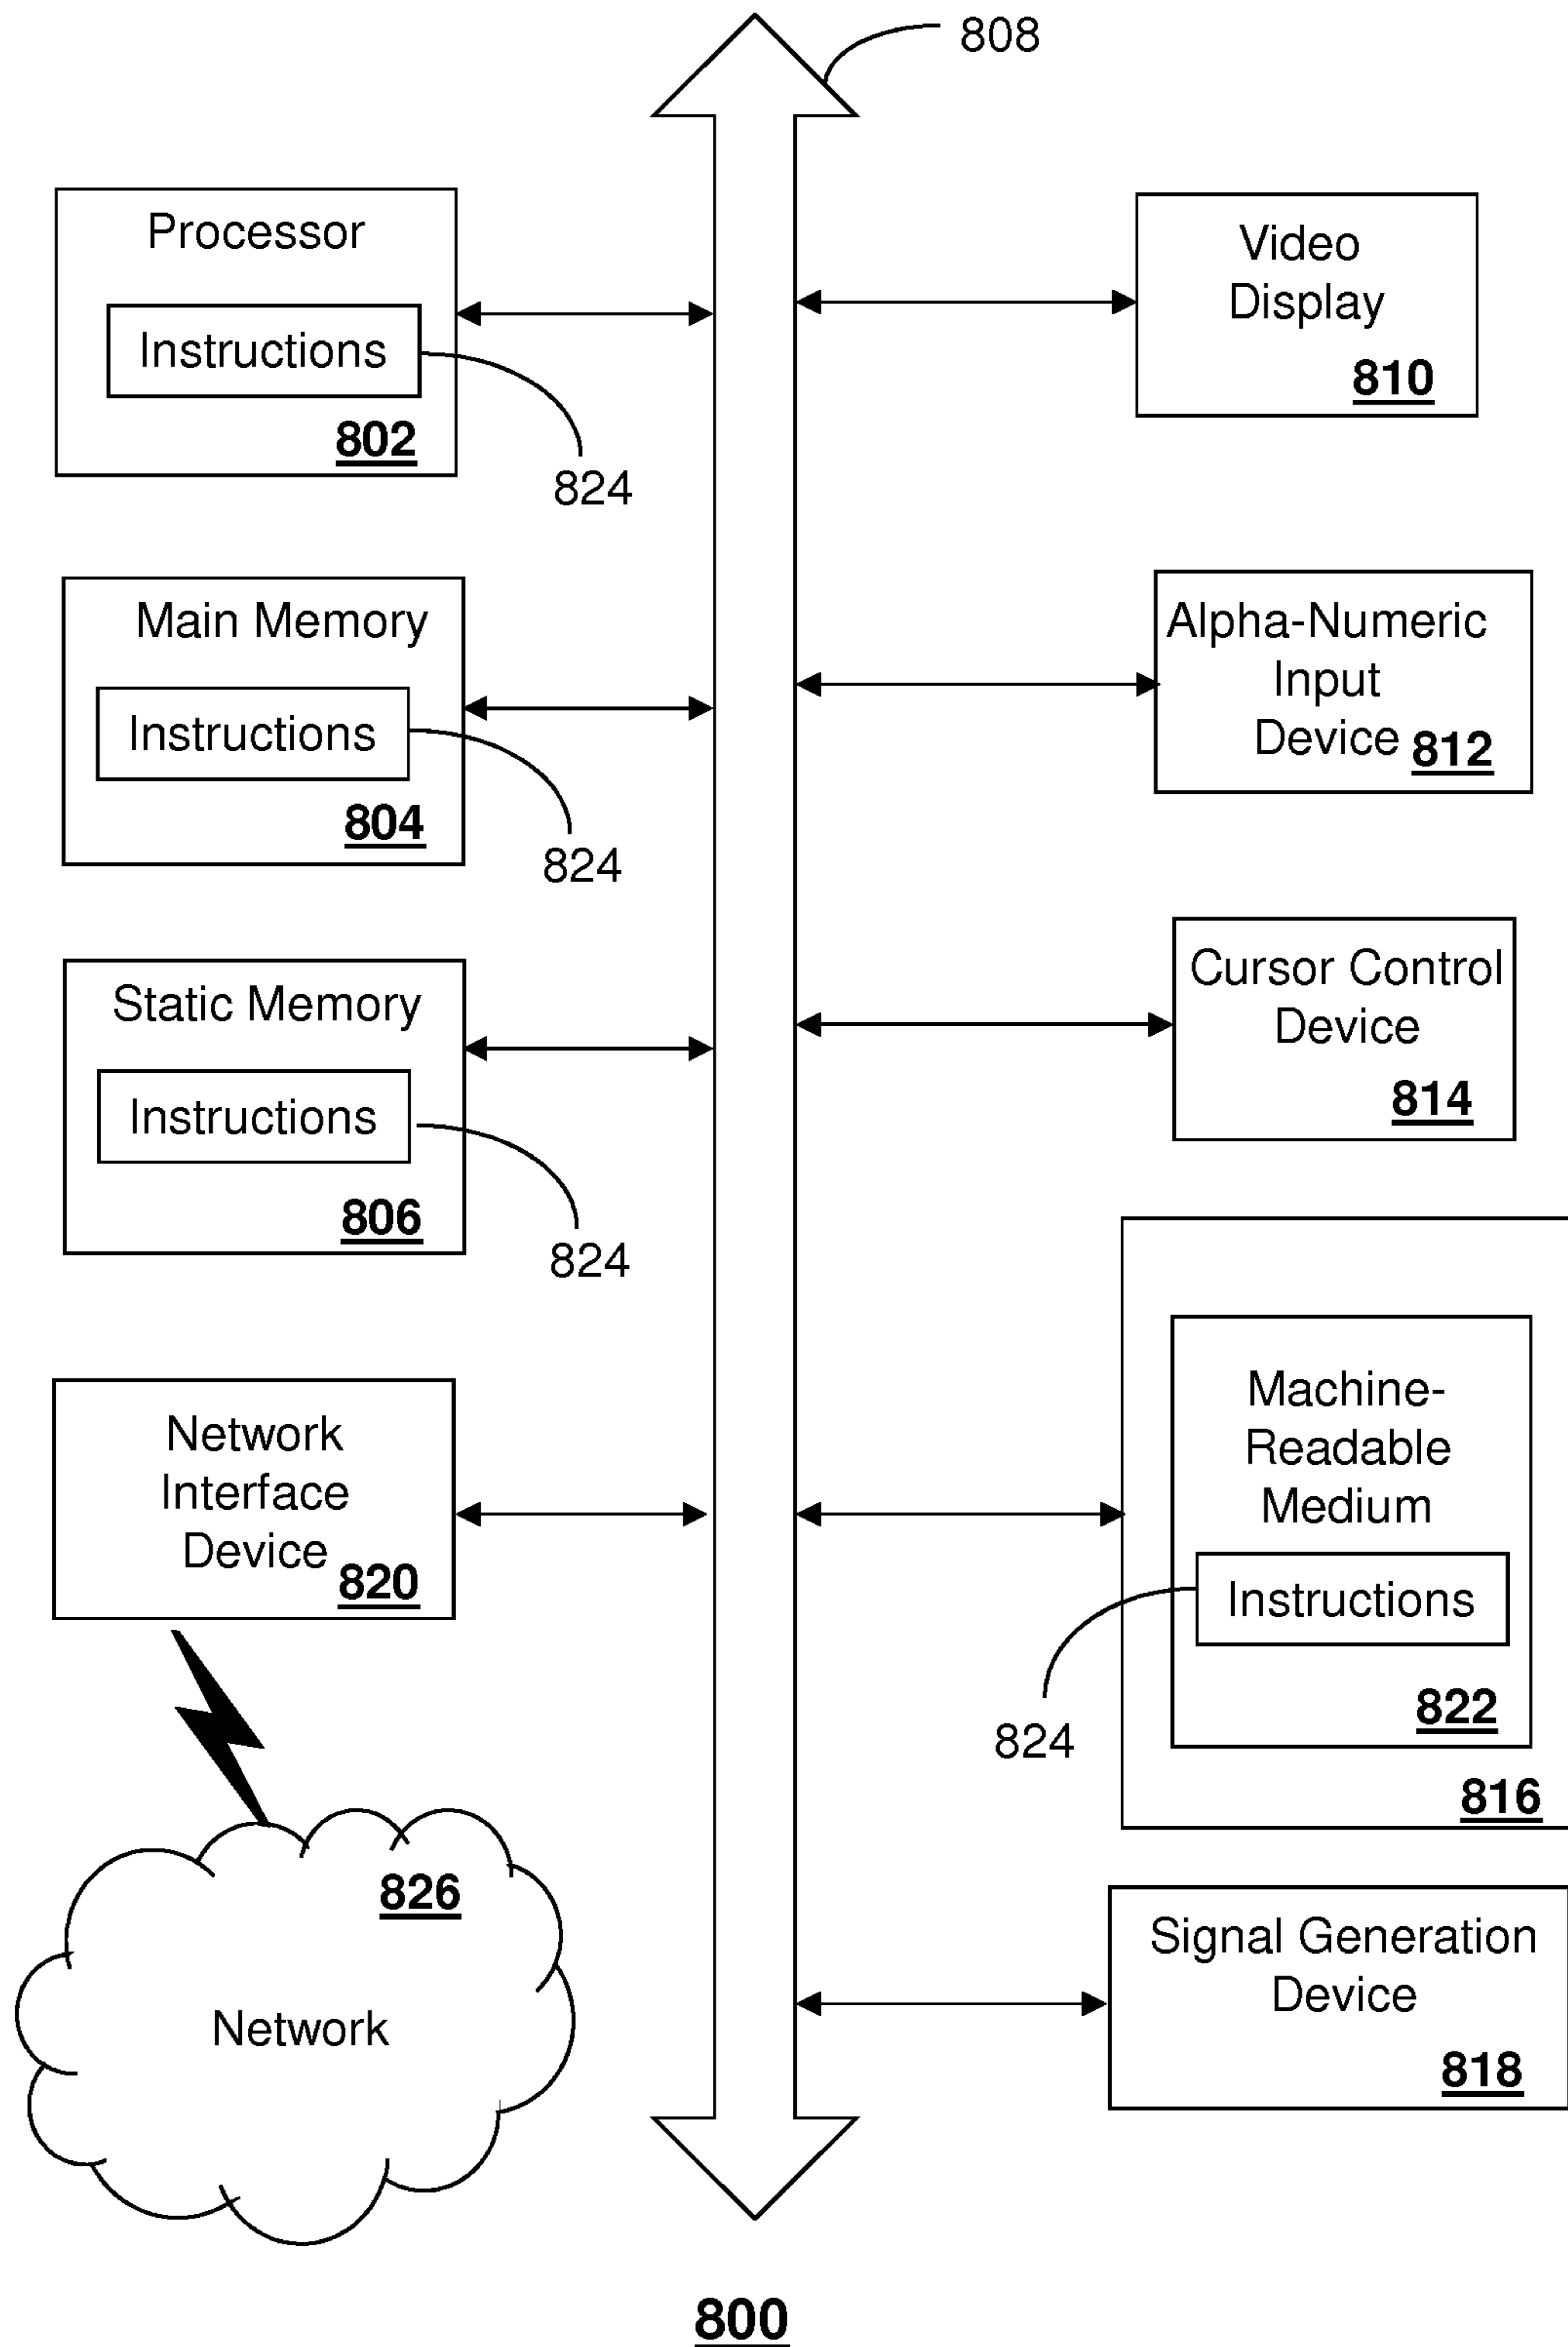 808
Processor
Instructions
802
824
Main Memory
Instructions
804
824
Static Memory
Instructions
806
824
Network
Interface
Device
820
826
Network
Video
Display
810
Alpha-Numeric
Input
Device
812
Cursor Control
Device
814
Machine-
Readable
Medium
Instructions
822
824
816
Signal Generation
Device
818
800